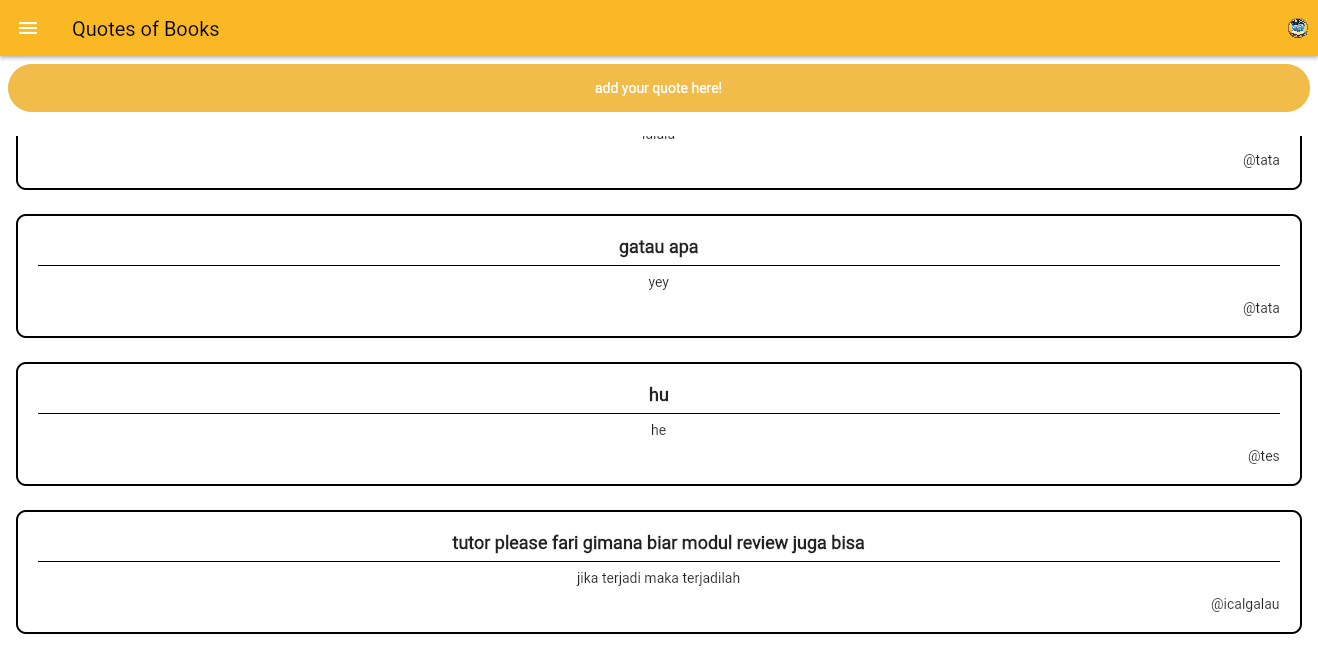 Quotes of Books
add your quote here!
@tata
gatau apa
yey
@tata
hu
he
@tes
tutor please fari gimana biar modul review juga bisa
jika terjadi maka terjadilah
@icalgalau